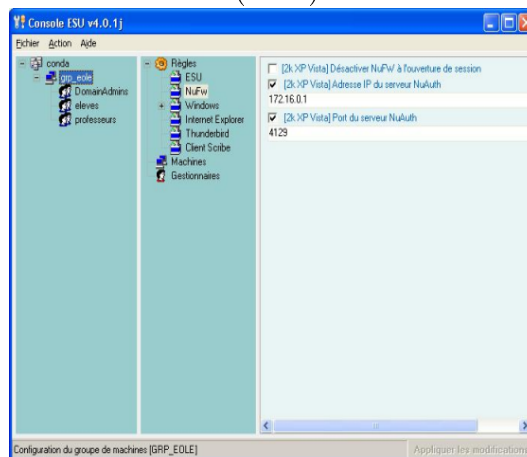 Console ESU v4.0.1j
Fichier Action Aide
conda
grp_eole
DomainAdmins
eleves
professeurs
Règles
ESU
NuFw
Windows
Internet Explorer
Thunderbird
Client Scribe
Machines
Gestionnaires
[2k XP Vista] Désactiver NuFW à l'ouverture de session
[2k XP Vista] Adresse IP du serveur NuAuth
172.16.0.1
[2k XP Vista] Port du serveur NuAuth
4129
Configuration du groupe de machines [GRP_EOLE]
Appliquer les modifications